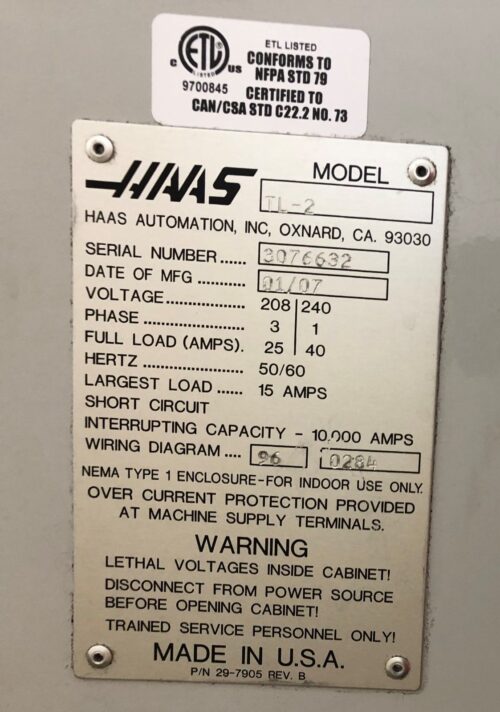 ETL LISTED
CONFORMS TO
NFPA STD 79
C ETL US
LISTED
9700845
CERTIFIED TO
CAN/CSA STD C22.2 NO. 73
HAAS
MODEL
TL-2
HAAS AUTOMATION, INC, OXNARD, CA. 93030
SERIAL NUMBER...... 3076632
DATE OF MFG ........ 01/07
VOLTAGE............. 208 | 240
PHASE ................ 3 | 1
FULL LOAD (AMPS). 25 | 40
HERTZ .................. 50/60
LARGEST LOAD ...... 15 AMPS
SHORT CIRCUIT
INTERRUPTING CAPACITY - 10,000 AMPS
WIRING DIAGRAM .... 96 0284
NEMA TYPE 1 ENCLOSURE-FOR INDOOR USE ONLY.
OVER CURRENT PROTECTION PROVIDED
AT MACHINE SUPPLY TERMINALS.
WARNING
LETHAL VOLTAGES INSIDE CABINET!
DISCONNECT FROM POWER SOURCE
BEFORE OPENING CABINET!
TRAINED SERVICE PERSONNEL ONLY!
MADE IN U.S.A.
P/N 29-7905 REV. B